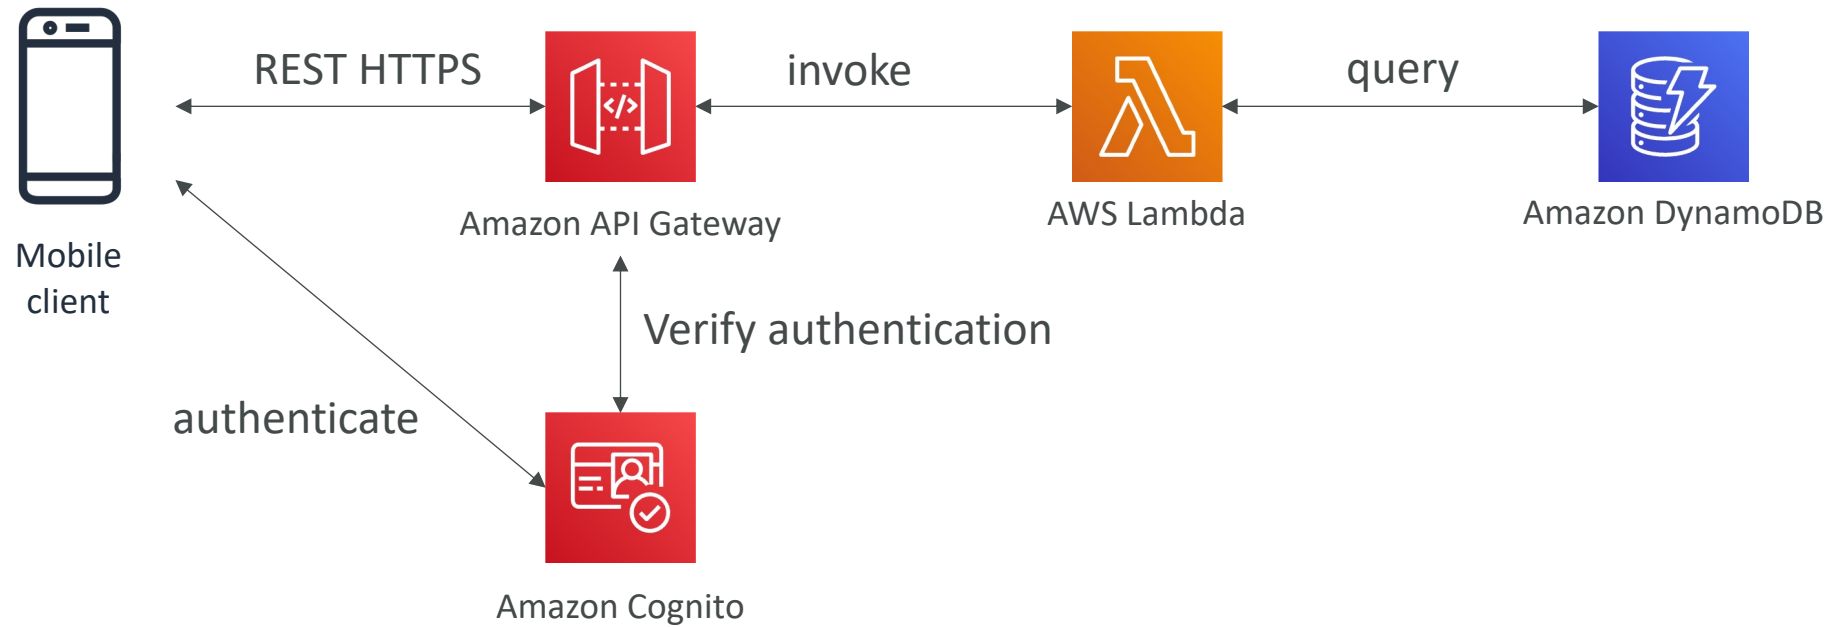 REST HTTPS
invoke
query
</>
Amazon API Gateway
AWS Lambda
Amazon DynamoDB
Mobile
client
Verify authentication
authenticate
Amazon Cognito